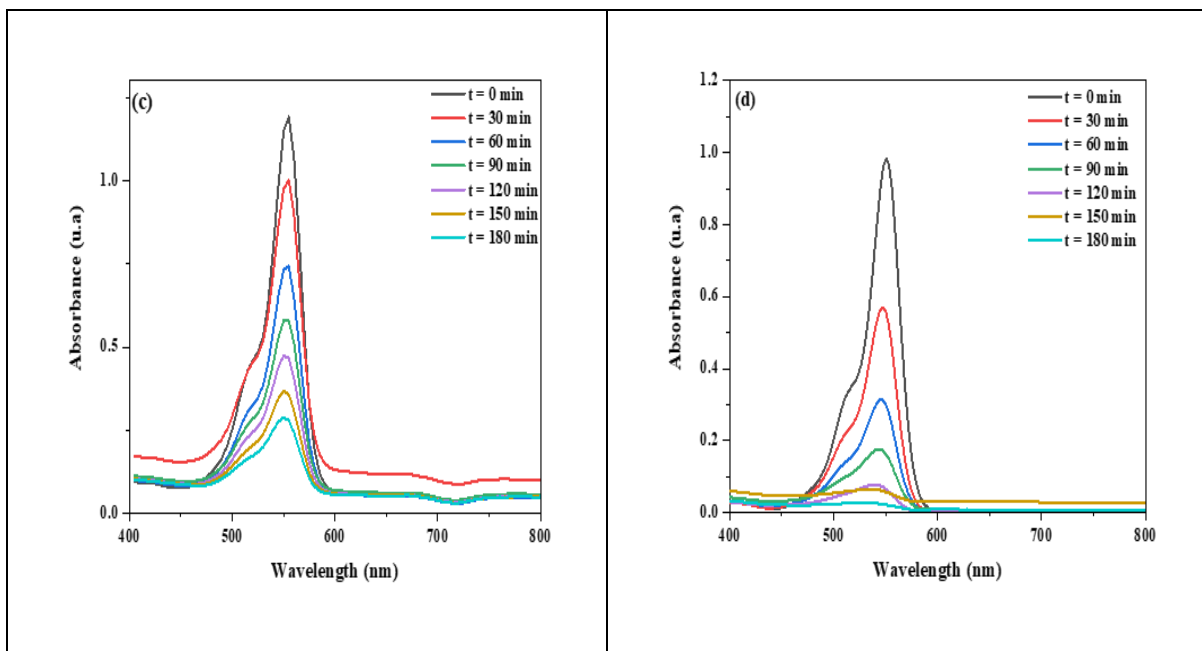 (c)
t = 0 min
t = 30 min
t = 60 min
t = 90 min
t = 120 min
t = 150 min
t = 180 min
1.0
0.5
0.0
Absorbance (u.a)
400 500 600 700 800
Wavelength (nm)
(d)
t = 0 min
t = 30 min
t = 60 min
t = 90 min
t = 120 min
t = 150 min
t = 180 min
1.2
1.0
0.8
0.6
0.4
0.2
0.0
Absorbance (u.a)
400 500 600 700 800
Wavelength (nm)